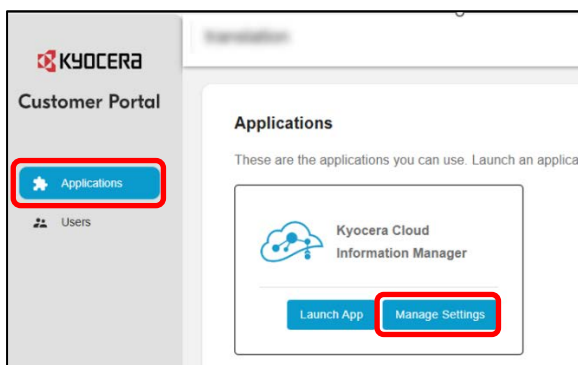 KYOCERA
Customer Portal
Applications
Users
translation
Applications
These are the applications you can use. Launch an applica
Kyocera Cloud
Information Manager
Launch App
Manage Settings